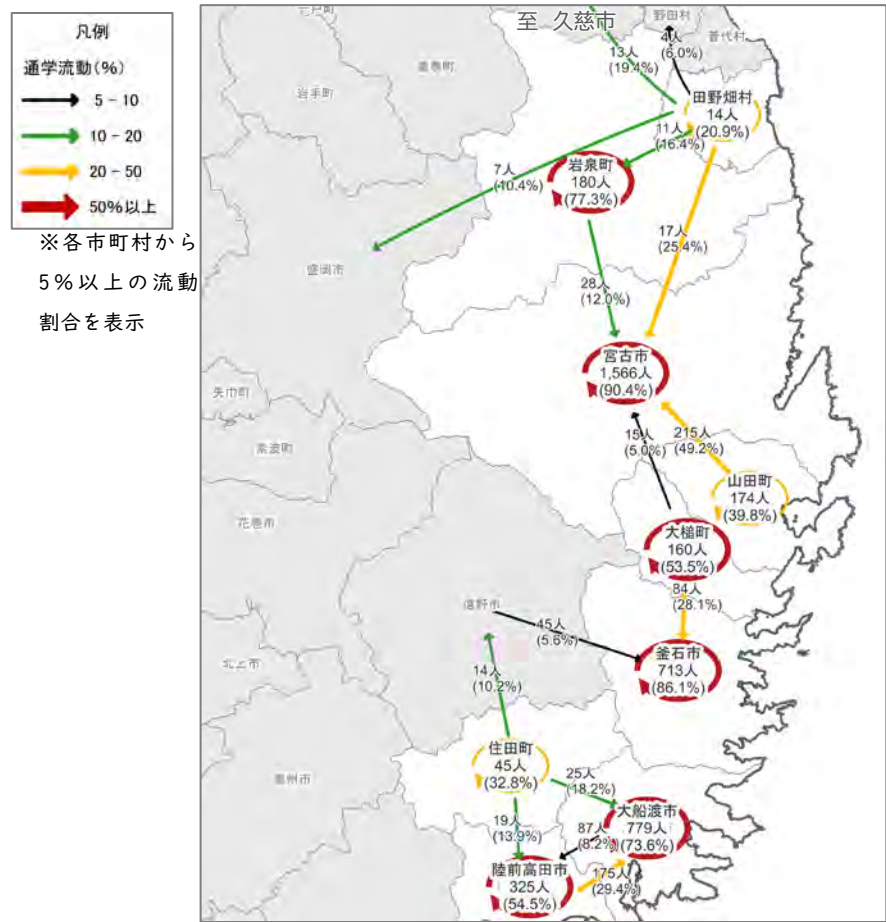 凡例
通学流動(%)
5 - 10
10 - 20
20 - 50
50%以上
※各市町村から
5%以上の流動
割合を表示
至 久慈市
野田村
普代村
岩手町
盛岡市
矢巾町
紫波町
花巻市
遠野市
北上市
奥州市
13人
(19.4%)
4人
(6.0%)
田野畑村
14人
(20.9%)
11人
(16.4%)
7人
(10.4%)
岩泉町
180人
(77.3%)
17人
(25.4%)
28人
(12.0%)
宮古市
1,566人
(90.4%)
15人
(5.0%)
215人
(49.2%)
山田町
174人
(39.8%)
大槌町
160人
(53.5%)
84人
(28.1%)
45人
(5.6%)
釜石市
713人
(86.1%)
14人
(10.2%)
住田町
45人
(32.8%)
25人
(18.2%)
19人
(13.9%)
87人
(8.2%)
大船渡市
779人
(73.6%)
陸前高田市
325人
(54.5%)
175人
(29.4%)